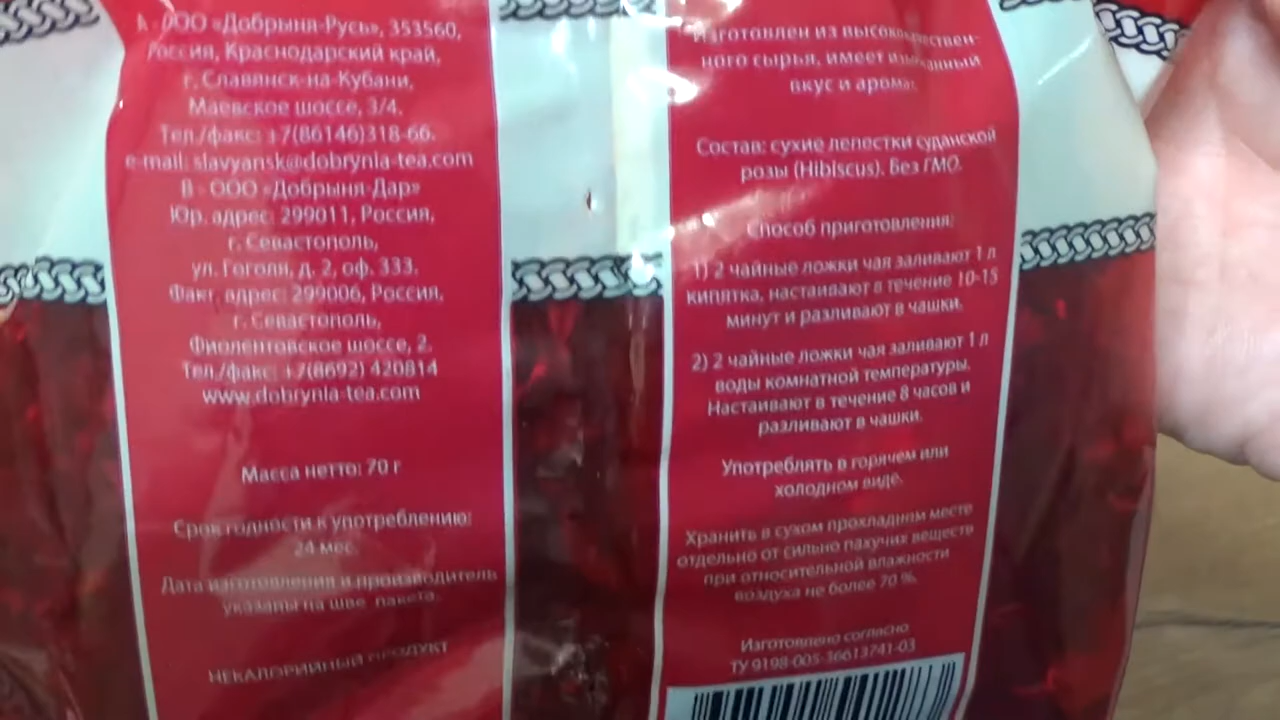 А - ООО «Добрыня-Русь», 353560,
Россия, Краснодарский край,
г. Славянск-на-Кубани,
Маевское шоссе, 3/4.
Тел./факс: +7(86146)318-66.
e-mail: slavyansk@dobrynia-tea.com
В - ООО «Добрыня-Дар»
Юр. адрес: 299011, Россия,
г. Севастополь,
ул. Гоголя, д. 2, оф. 333.
Факт. адрес: 299006, Россия,
г. Севастополь,
Фиолентовское шоссе, 2.
Тел./факс: +7(8692) 420814
www.dobrynia-tea.com
Масса нетто: 70 г
Срок годности к употреблению:
24 мес.
Дата изготовления и производитель
указаны на шве пакета.
НЕКАЛОРИЙНЫЙ ПРОДУКТ
Изготовлен из высококачествен-
ного сырья, имеет изысканный
вкус и аромат.
Состав: сухие лепестки суданской
розы (Hibiscus). Без ГМО.
Способ приготовления:
1) 2 чайные ложки чая заливают 1 л
кипятка, настаивают в течение 10-15
минут и разливают в чашки.
2) 2 чайные ложки чая заливают 1 л
воды комнатной температуры.
Настаивают в течение 8 часов и
разливают в чашки.
Употреблять в горячем или
холодном виде.
Хранить в сухом прохладном месте
отдельно от сильно пахучих веществ
при относительной влажности
воздуха не более 70 %.
Изготовлено согласно
ТУ 9198-005-36613741-03